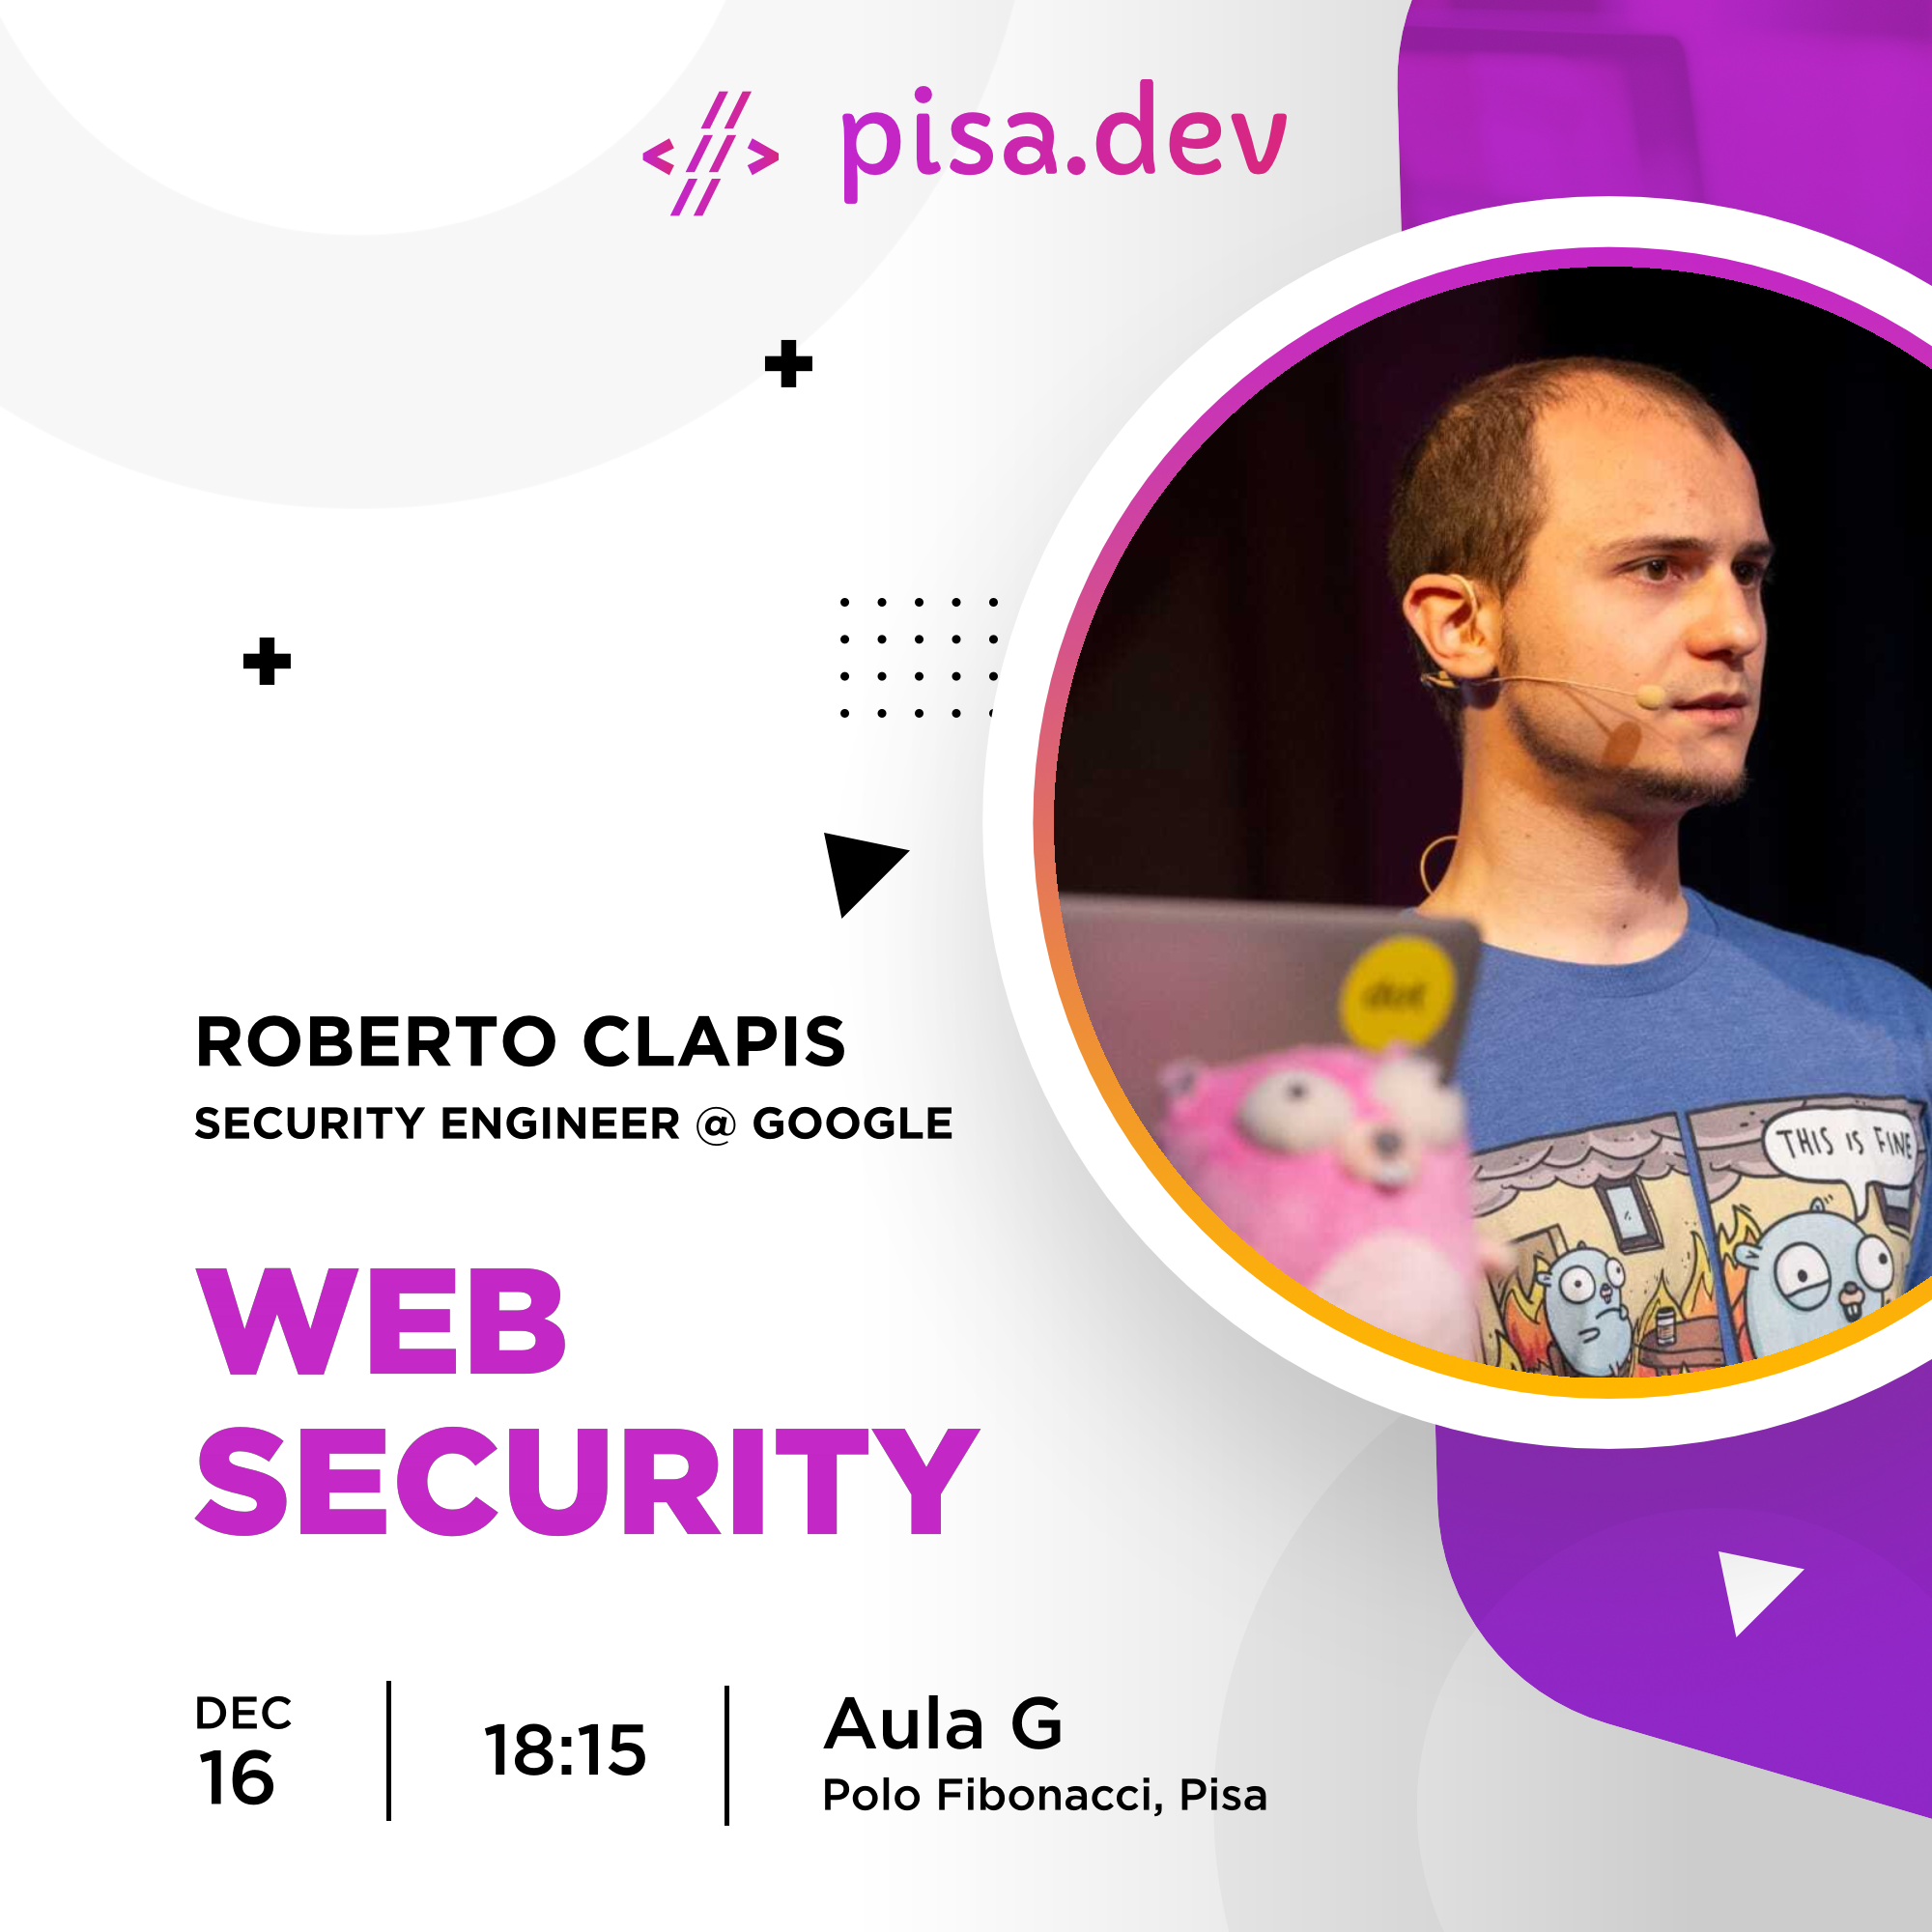 pisa.dev
dot
THIS IS FINE
ROBERTO CLAPIS
SECURITY ENGINEER @ GOOGLE
WEB
SECURITY
DEC
16
18:15
Aula G
Polo Fibonacci, Pisa